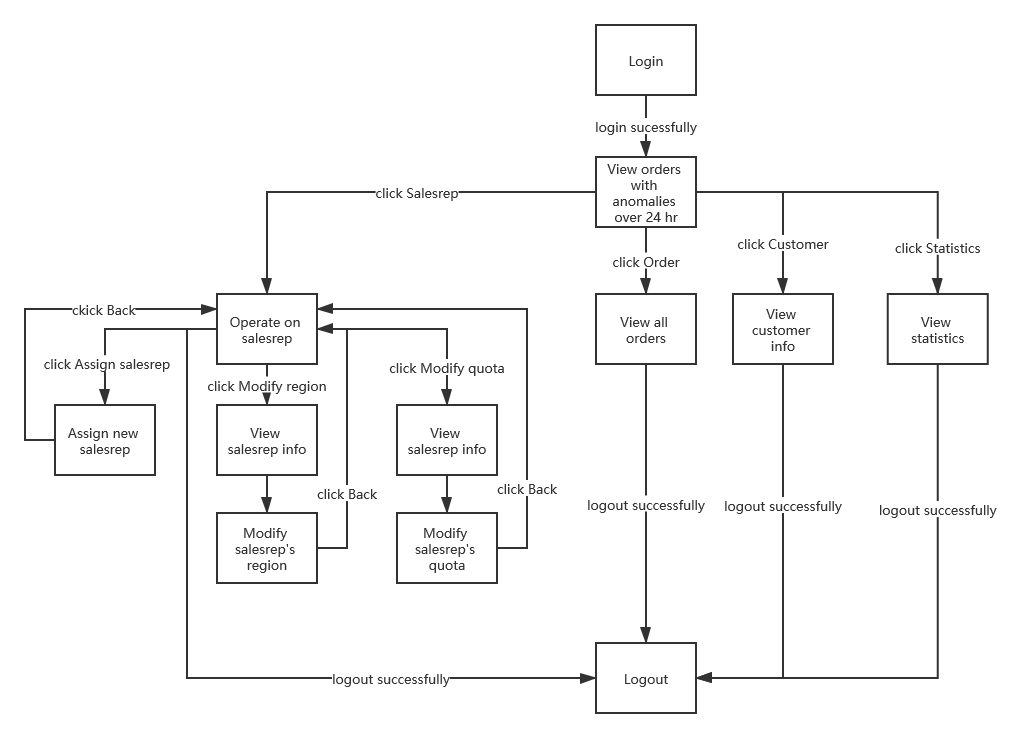 Login
login sucessfully
View orders
with
anomalies
over 24 hr
click Salesrep
click Order
click Customer
click Statistics
ckick Back
Operate on
salesrep
View all
orders
View
customer
info
View
statistics
click Assign salesrep
click Modify region
click Modify quota
Assign new
salesrep
View
salesrep info
View
salesrep info
click Back
click Back
Modify
salesrep's
region
Modify
salesrep's
quota
logout successfully
logout successfully
logout successfully
logout successfully
Logout